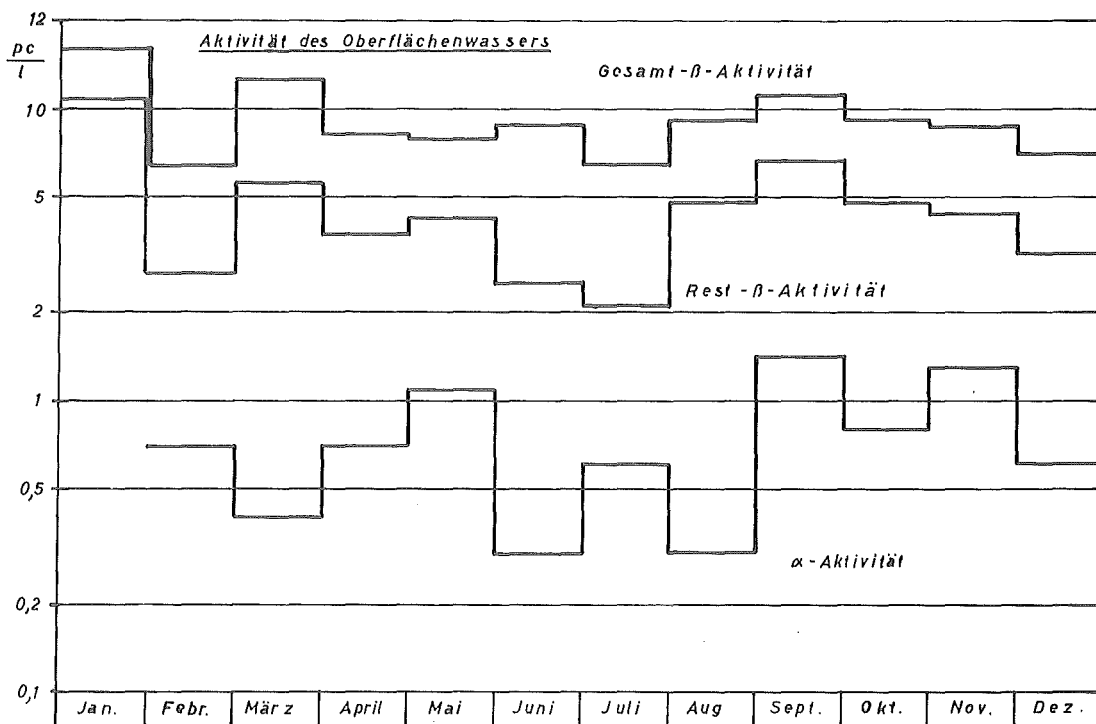 12
Aktivität des Oberflächenwassers
pc
l
Gesamt-ß-Aktivität
10
5
Rest-ß-Aktivität
2
1
0,5
α-Aktivität
0,2
0,1
Jan. Febr. März April Mai Juni Juli Aug Sept. Okt. Nov. Dez.